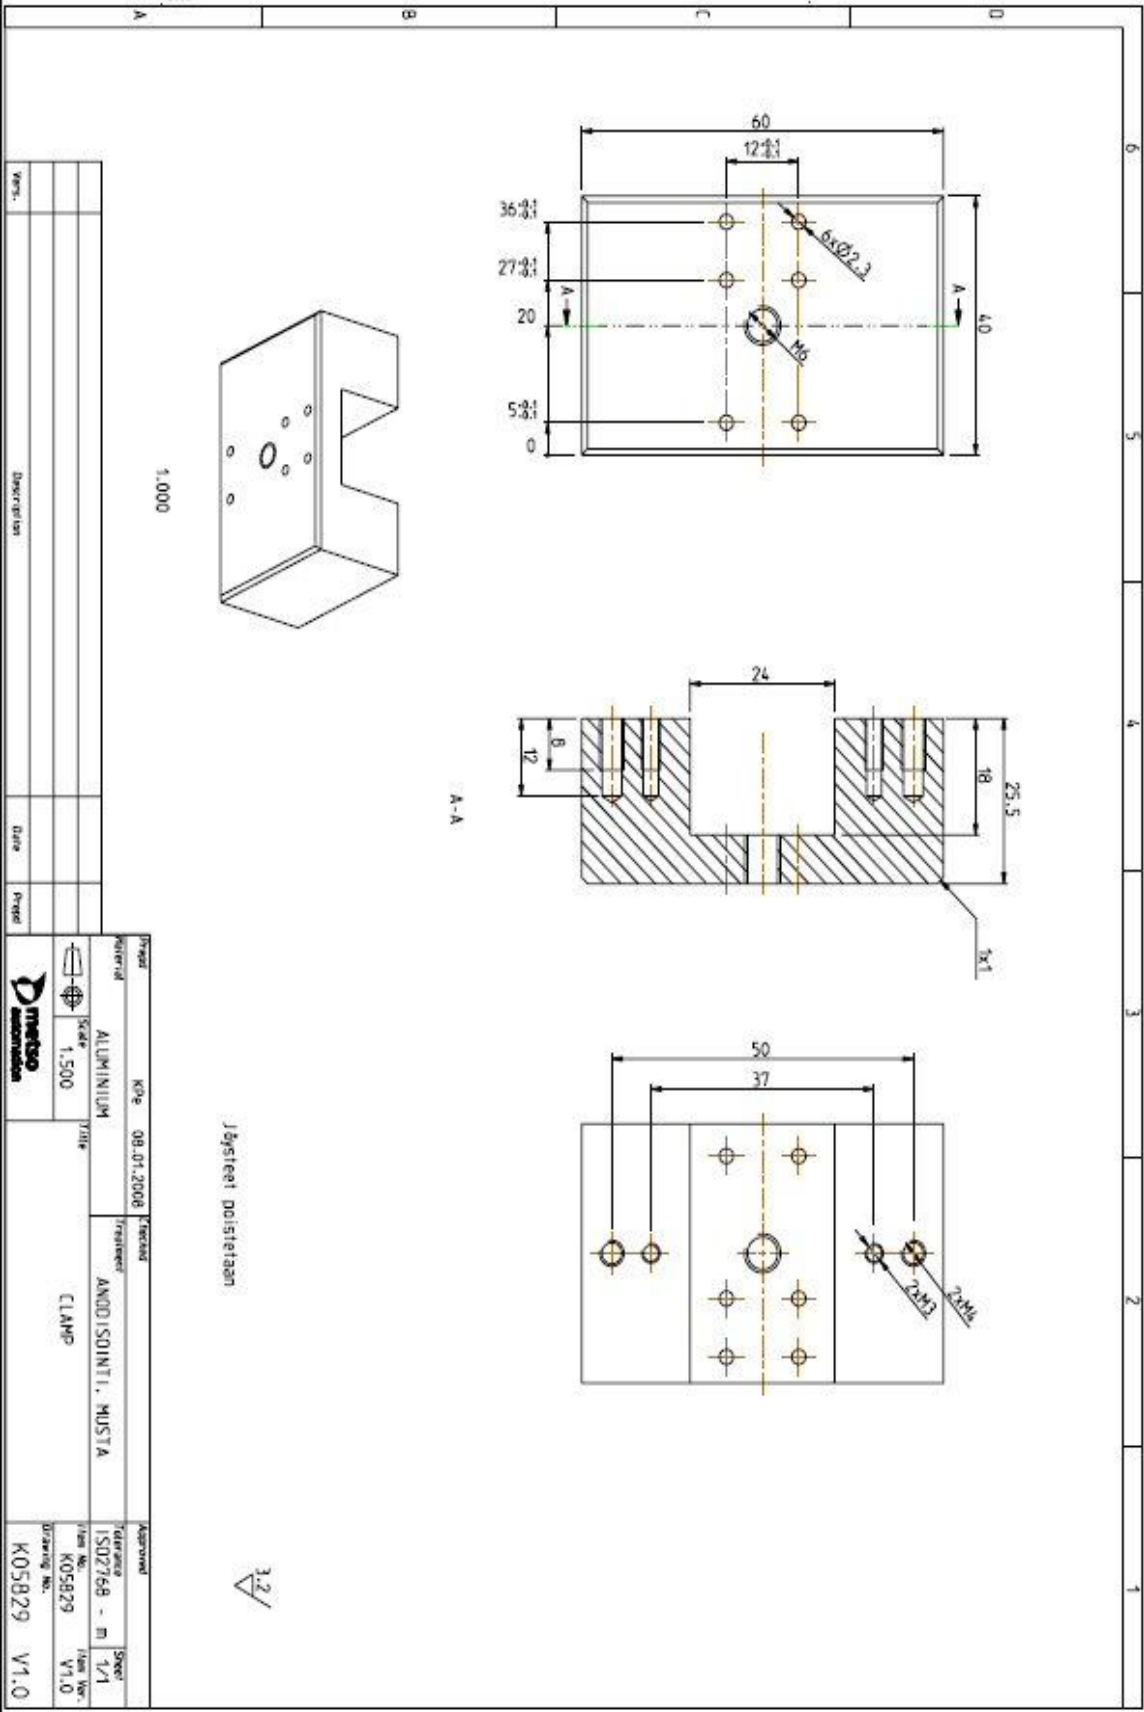 6
5
4
3
2
1
D
C
B
A
60
12
36
27
20
5
0
6xØ2.3
M6
A
A
40
24
8
12
18
25.5
1x1
A-A
50
37
2xM3
2xM4
1.000
Jäysteet poistetaan
3.2
Vers.
Description
Date
Prepd
Prepd
KPe 08.01.2008
Checked
Approved
Material
ALUMINIUM
Treatment
ANODISOINTI, MUSTA
Tolerance
ISO2768 - m
Sheet
1/1
Scale
1.500
Title
CLAMP
Item No.
K05829
Item Ver.
V1.0
metso
automation
Drawing No.
K05829 V1.0